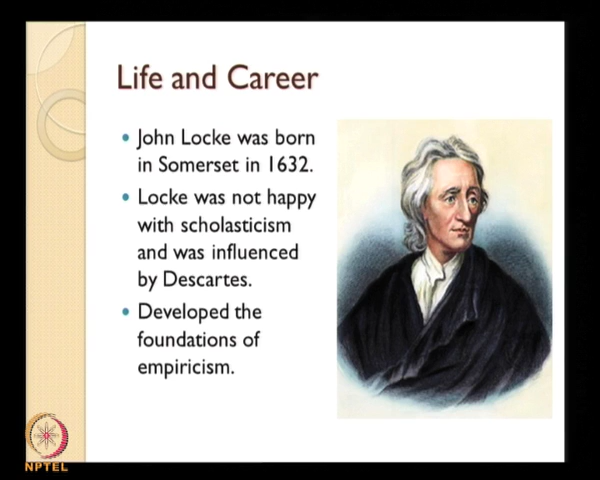 Life and Career
John Locke was born
in Somerset in 1632.
Locke was not happy
with scholasticism
and was influenced
by Descartes.
Developed the
foundations of
empiricism.
NPTEL